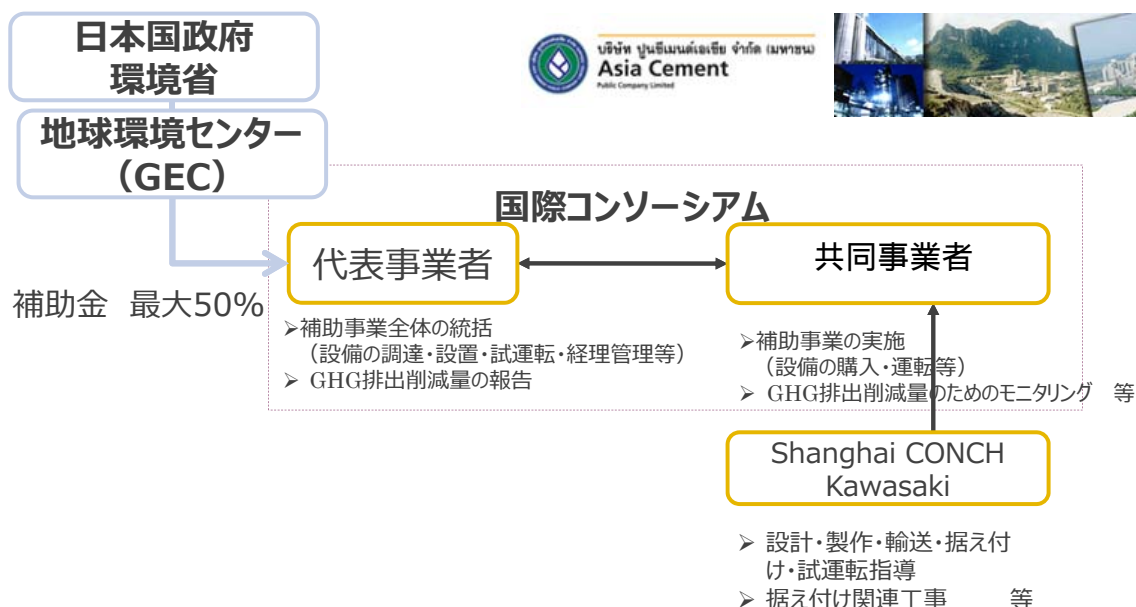 日本国政府
環境省
บริษัท ปูนซีเมนต์เอเซีย จำกัด (มหาชน)
Asia Cement
Public Company Limited
地球環境センター
（GEC）
国際コンソーシアム
代表事業者
共同事業者
補助金　最大50%
➢補助事業全体の統括
（設備の調達・設置・試運転・経理管理等）
➢ GHG排出削減量の報告
➢補助事業の実施
（設備の購入・運転等）
➢ GHG排出削減量のためのモニタリング　等
Shanghai CONCH
Kawasaki
➢ 設計・製作・輸送・据え付
け・試運転指導
➢ 据え付け関連工事　　　等